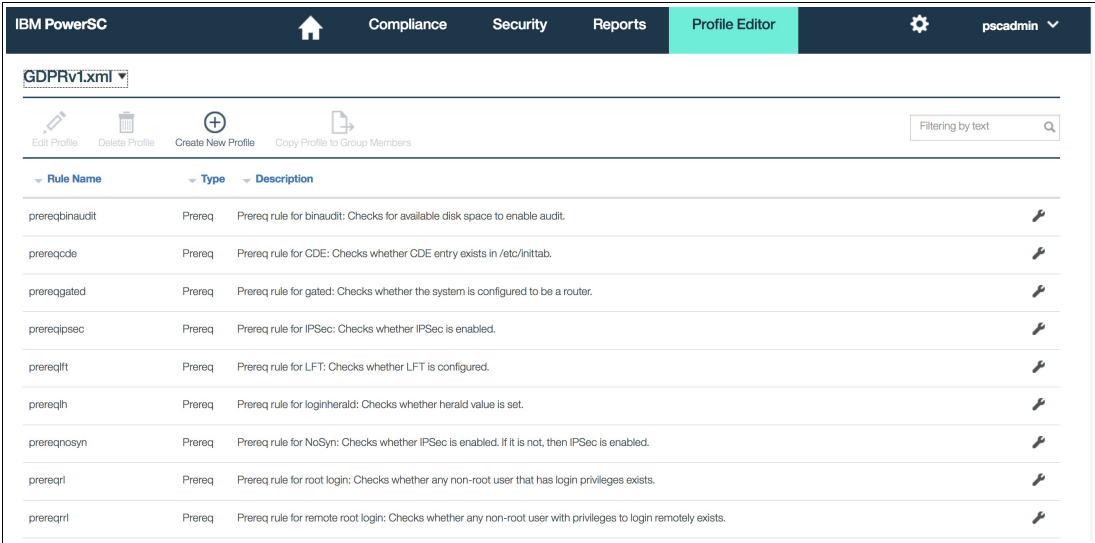 IBM PowerSC Compliance Security Reports Profile Editor pscadmin
GDPRv1.xml
Edit Profile Delete Profile Create New Profile Copy Profile to Group Members Filtering by text
Rule Name Type Description
prereqbinaudit Prereq Prereq rule for binaudit: Checks for available disk space to enable audit.
prereqcde Prereq Prereq rule for CDE: Checks whether CDE entry exists in /etc/inittab.
prereqgated Prereq Prereq rule for gated: Checks whether the system is configured to be a router.
prereqipsec Prereq Prereq rule for IPSec: Checks whether IPSec is enabled.
prereqlft Prereq Prereq rule for LFT: Checks whether LFT is configured.
prereqlh Prereq Prereq rule for loginherald: Checks whether herald value is set.
prereqnosyn Prereq Prereq rule for NoSyn: Checks whether IPSec is enabled. If it is not, then IPSec is enabled.
prereqrl Prereq Prereq rule for root login: Checks whether any non-root user that has login privileges exists.
prereqrrl Prereq Prereq rule for remote root login: Checks whether any non-root user with privileges to login remotely exists.